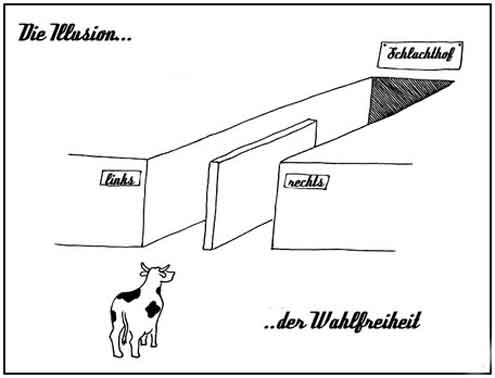 Die Illusion...
Schlachthof
links
rechts
..der Wahlfreiheit